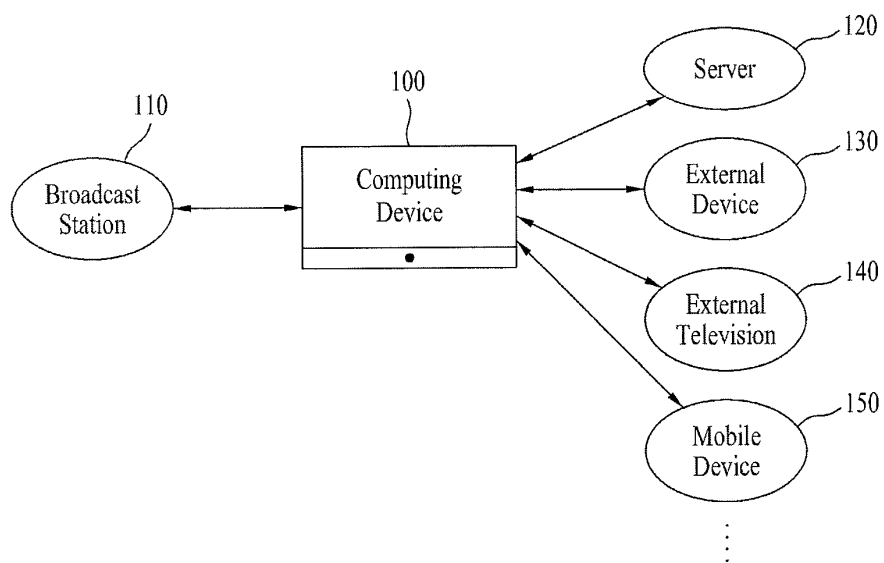 120
Server
100
110
130
Computing
Device
External
Device
Broadcast
Station
140
External
Television
150
Mobile
Device